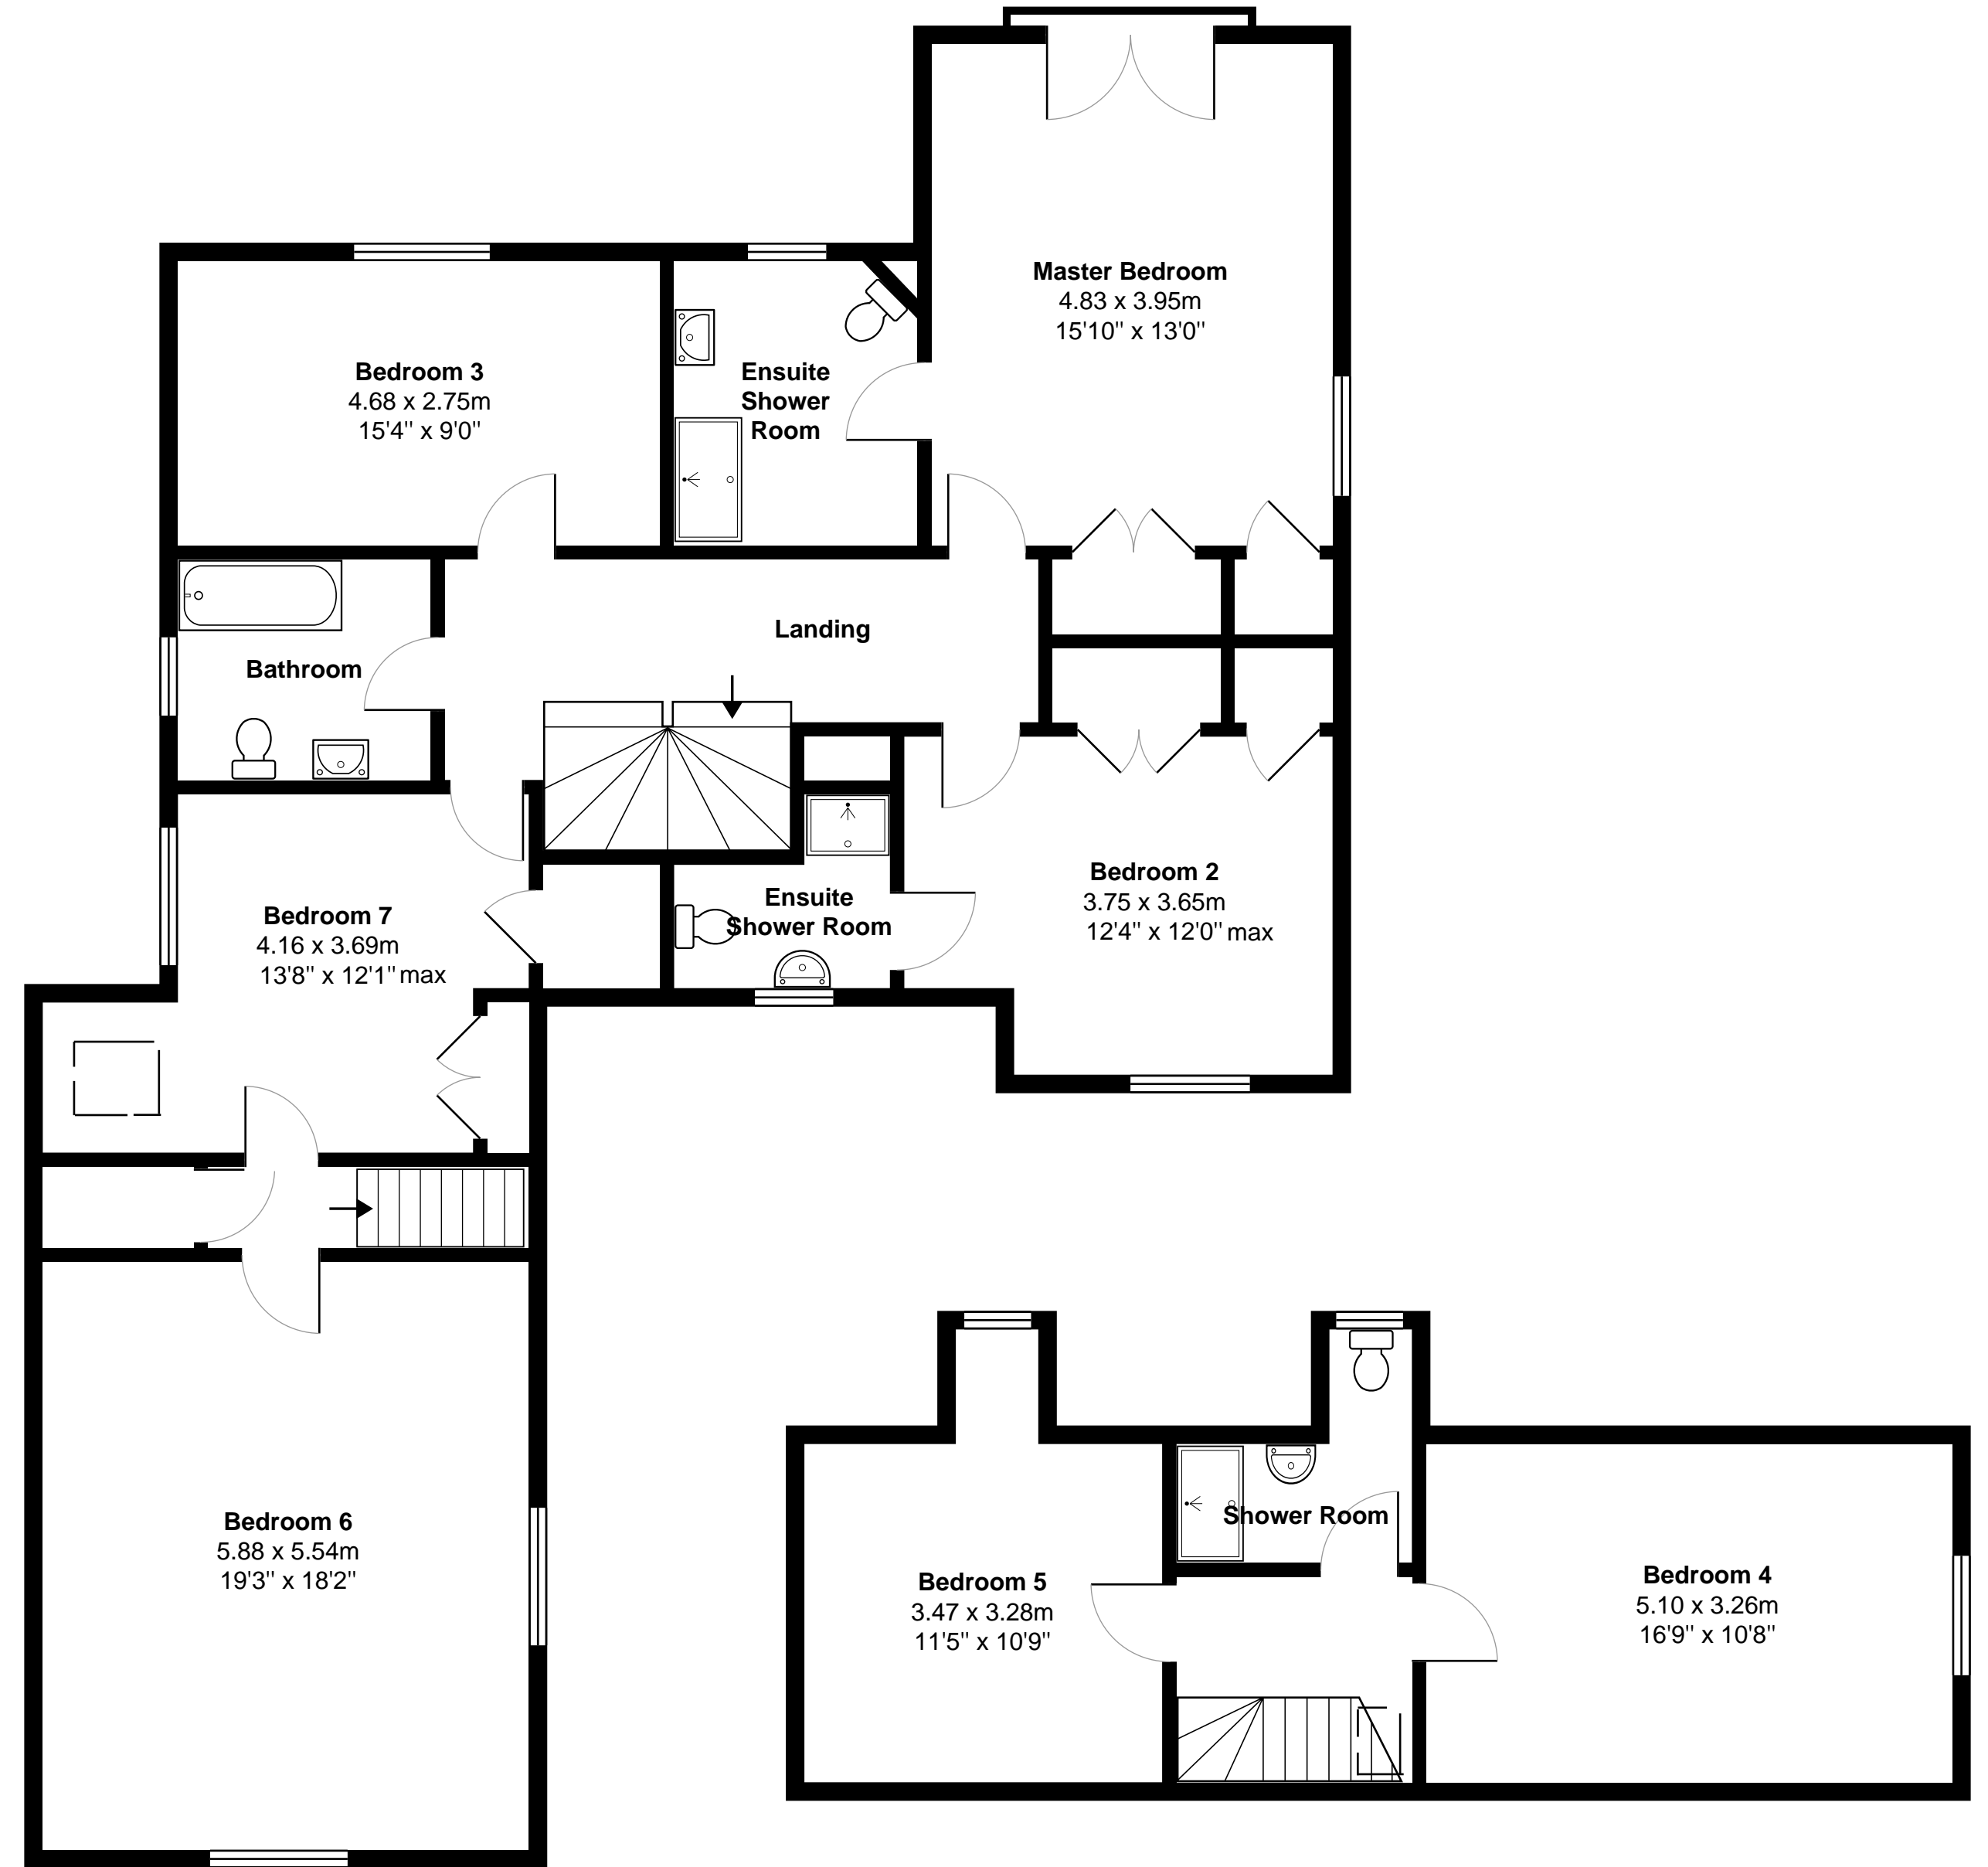 Master Bedroom
4.83 x 3.95m
15'10" x 13'0"
Bedroom 3
4.68 x 2.75m
15'4" x 9'0"
Ensuite
Shower
Room
Landing
Bathroom
Bedroom 2
3.75 x 3.65m
12'4" x 12'0" max
Ensuite
Shower Room
Bedroom 7
4.16 x 3.69m
13'8" x 12'1" max
Bedroom 6
5.88 x 5.54m
19'3" x 18'2"
Shower Room
Bedroom 5
3.47 x 3.28m
11'5" x 10'9"
Bedroom 4
5.10 x 3.26m
16'9" x 10'8"